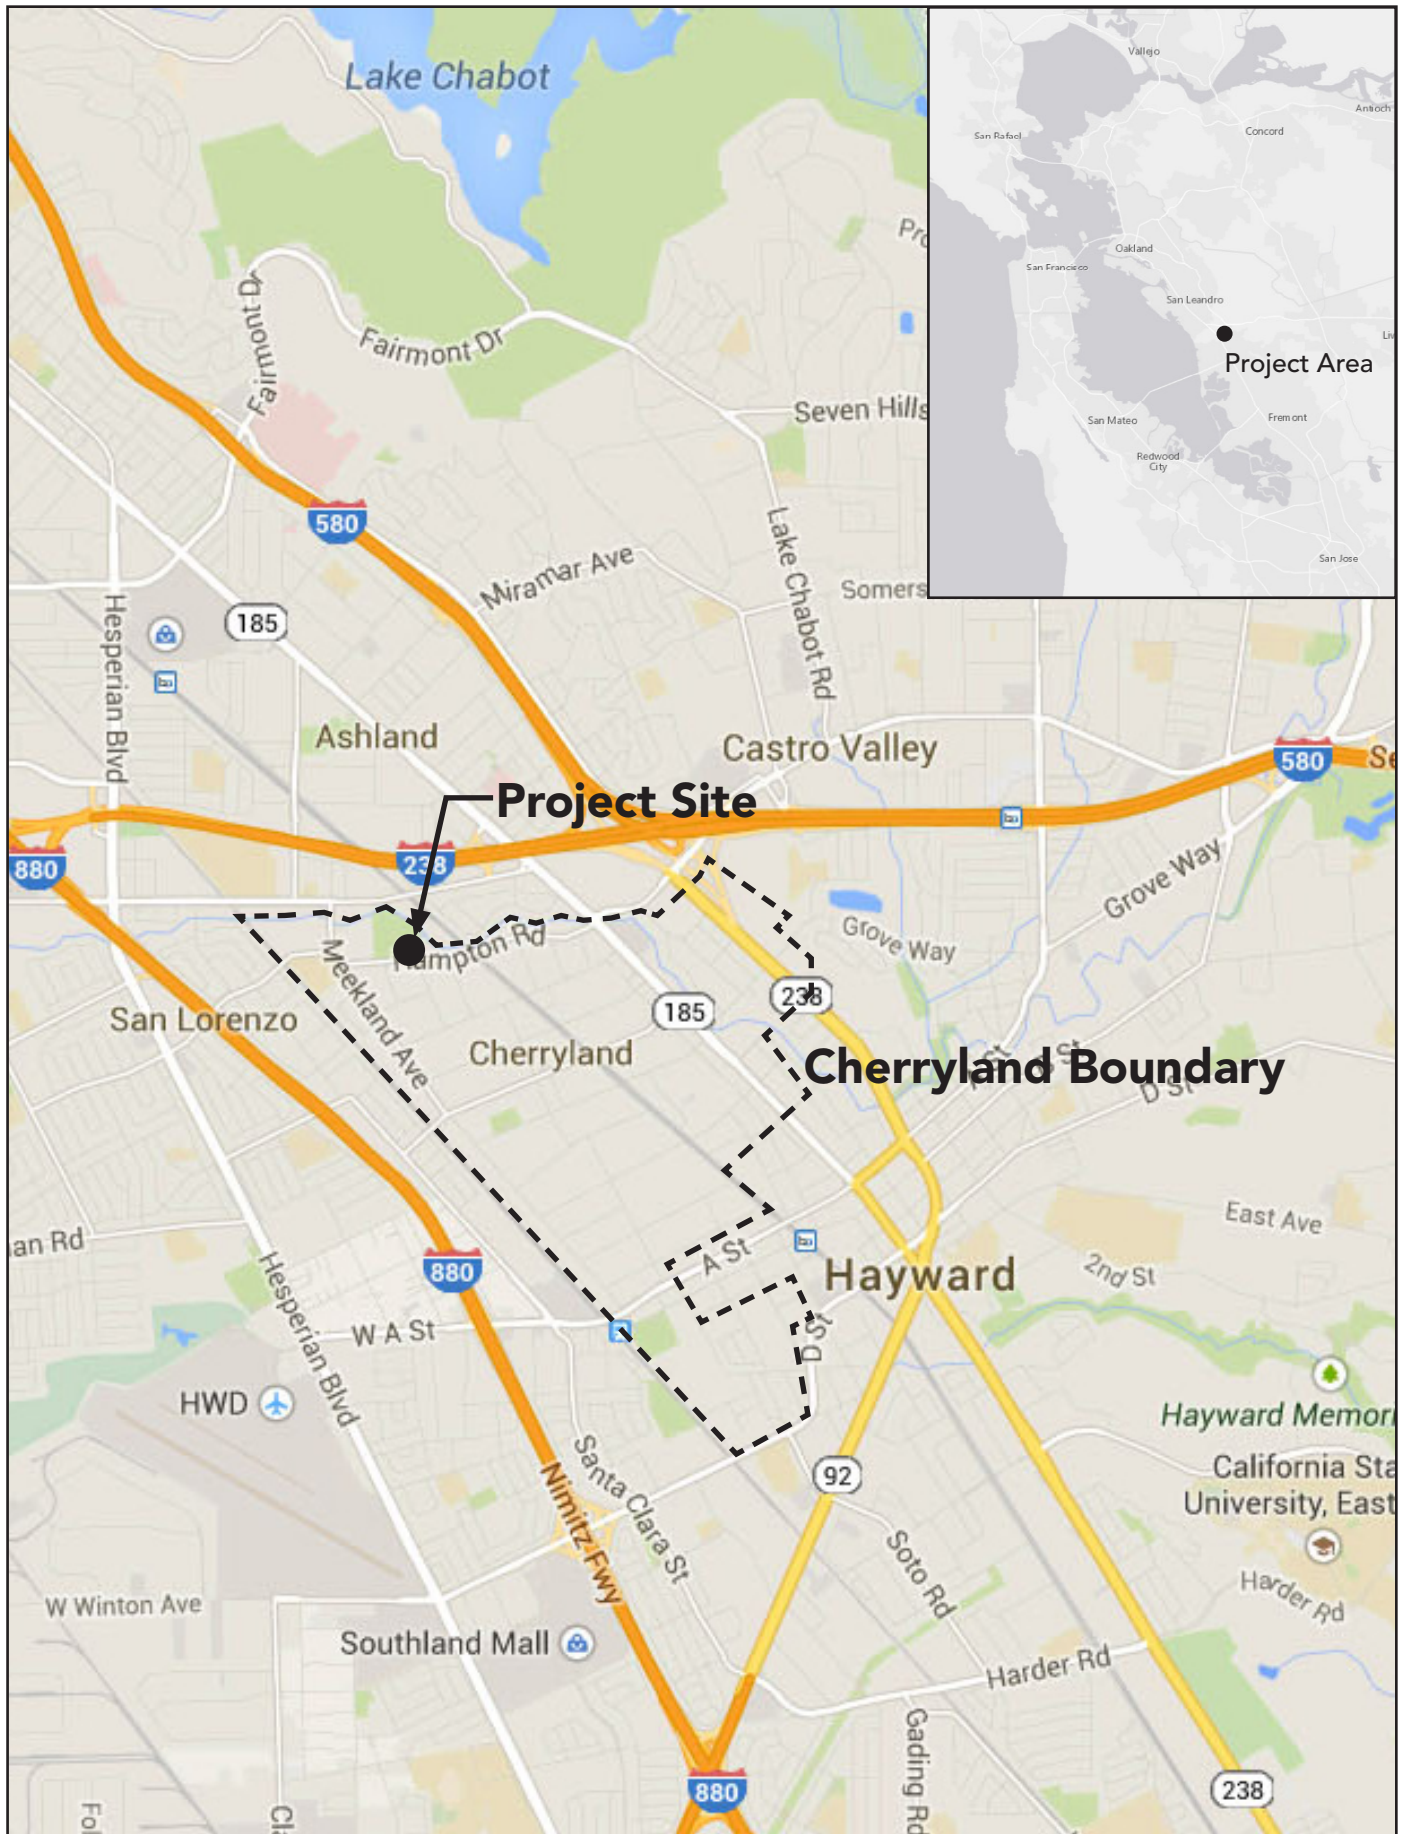 Lake Chabot
Vallejo
Antioch
San Rafael
Concord
Oakland
San Francisco
San Leandro
Project Area
San Mateo
Fremont
Redwood
City
San Jose
Fairmount Dr
Fairmont Dr
Seven Hills
580
Miramar Ave
Lake Chabot Rd
Somers
Hesperian Blvd
185
Ashland
Castro Valley
580
Project Site
880
238
Grove Way
Grove Way
Hampton Rd
Meekland Ave
238
185
San Lorenzo
Cherryland
Cherryland Boundary
D St
East Ave
an Rd
A St
Hayward
2nd St
880
Hesperian Blvd
W A St
D St
HWD
Hayward Memor
California Sta
University, East
92
Santa Clara St
Nimitz Fwy
Soto Rd
Harder Rd
W Winton Ave
Southland Mall
Harder Rd
Gading Rd
880
238